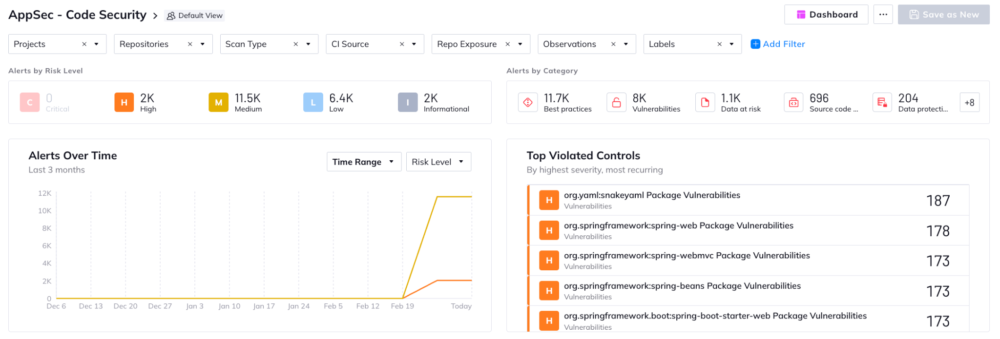 AppSec - Code Security > Default View
Dashboard ... Save as New
Projects × Repositories × Scan Type × CI Source × Repo Exposure × Observations × Labels × + Add Filter
Alerts by Risk Level
C 0 Critical
H 2K High
M 11.5K Medium
L 6.4K Low
I 2K Informational
Alerts by Category
11.7K Best practices
8K Vulnerabilities
1.1K Data at risk
696 Source code ...
204 Data protecti...
+8
Alerts Over Time
Last 3 months
Time Range
Risk Level
12K
10K
8K
6K
4K
2K
0
Dec 6 Dec 13 Dec 20 Dec 27 Jan 3 Jan 10 Jan 17 Jan 24 Feb 5 Feb 12 Feb 19 Today
Top Violated Controls
By highest severity, most recurring
H org.yaml:snakeyaml Package Vulnerabilities 187
Vulnerabilities
H org.springframework:spring-web Package Vulnerabilities 178
Vulnerabilities
H org.springframework:spring-webmvc Package Vulnerabilities 173
Vulnerabilities
H org.springframework:spring-beans Package Vulnerabilities 173
Vulnerabilities
H org.springframework.boot:spring-boot-starter-web Package Vulnerabilities 173
Vulnerabilities